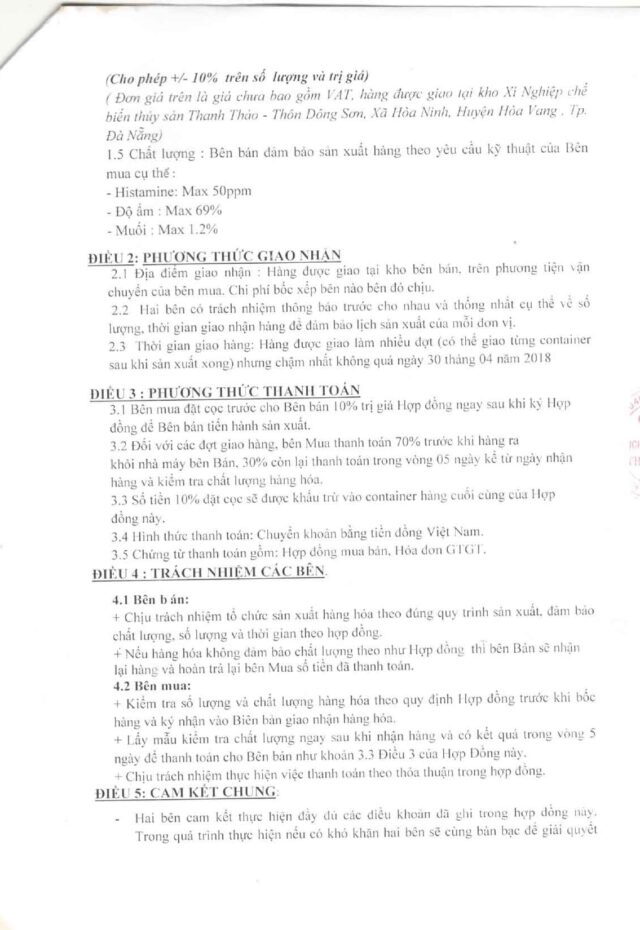 (Cho phép +/- 10% trên số lượng và trị giá)
( Đơn giá trên là giá chưa bao gồm VAT, hàng được giao tại kho Xí Nghiệp chế
biến thủy sản Thanh Thảo - Thôn Đông Sơn, Xã Hòa Ninh, Huyện Hòa Vang , Tp.
Đà Nẵng)
1.5 Chất lượng : Bên bán đảm bảo sản xuất hàng theo yêu cầu kỹ thuật của Bên
mua cụ thể :
- Histamine: Max 50ppm
- Độ ẩm : Max 69%
- Muối : Max 1.2%
ĐIỀU 2: PHƯƠNG THỨC GIAO NHẬN
2.1 Địa điểm giao nhận : Hàng được giao tại kho bên bán, trên phương tiện vận
chuyển của bên mua. Chi phí bốc xếp bên nào bên đó chịu.
2.2 Hai bên có trách nhiệm thông báo trước cho nhau và thống nhất cụ thể về số
lượng, thời gian giao nhận hàng để đảm bảo lịch sản xuất của mỗi đơn vị.
2.3 Thời gian giao hàng: Hàng được giao làm nhiều đợt (có thể giao từng container
sau khi sản xuất xong) nhưng chậm nhất không quá ngày 30 tháng 04 năm 2018
ĐIỀU 3 : PHƯƠNG THỨC THANH TOÁN
3.1 Bên mua đặt cọc trước cho Bên bán 10% trị giá Hợp đồng ngay sau khi ký Hợp
đồng để Bên bán tiến hành sản xuất.
3.2 Đối với các đợt giao hàng, bên Mua thanh toán 70% trước khi hàng ra
khỏi nhà máy bên Bán, 30% còn lại thanh toán trong vòng 05 ngày kể từ ngày nhận
hàng và kiểm tra chất lượng hàng hóa.
3.3 Số tiền 10% đặt cọc sẽ được khấu trừ vào container hàng cuối cùng của Hợp
đồng này.
3.4 Hình thức thanh toán: Chuyển khoản bằng tiền đồng Việt Nam.
3.5 Chứng từ thanh toán gồm: Hợp đồng mua bán, Hóa đơn GTGT.
ĐIỀU 4 : TRÁCH NHIỆM CÁC BÊN.
4.1 Bên b án:
+ Chịu trách nhiệm tổ chức sản xuất hàng hóa theo đúng quy trình sản xuất, đảm bảo
chất lượng, số lượng và thời gian theo hợp đồng.
+ Nếu hàng hóa không đảm bảo chất lượng theo như Hợp đồng thì bên Bán sẽ nhận
lại hàng và hoàn trả lại bên Mua số tiền đã thanh toán.
4.2 Bên mua:
+ Kiểm tra số lượng và chất lượng hàng hóa theo quy định Hợp đồng trước khi bốc
hàng và ký nhận vào Biên bản giao nhận hàng hóa.
+ Lấy mẫu kiểm tra chất lượng ngay sau khi nhận hàng và có kết quả trong vòng 5
ngày để thanh toán cho Bên bán như khoản 3.3 Điều 3 của Hợp Đồng này.
+ Chịu trách nhiệm thực hiện việc thanh toán theo thỏa thuận trong hợp đồng.
ĐIỀU 5: CAM KẾT CHUNG:
- Hai bên cam kết thực hiện đầy đủ các điều khoản đã ghi trong hợp đồng này.
Trong quá trình thực hiện nếu có khó khăn hai bên sẽ cùng bàn bạc để giải quyết